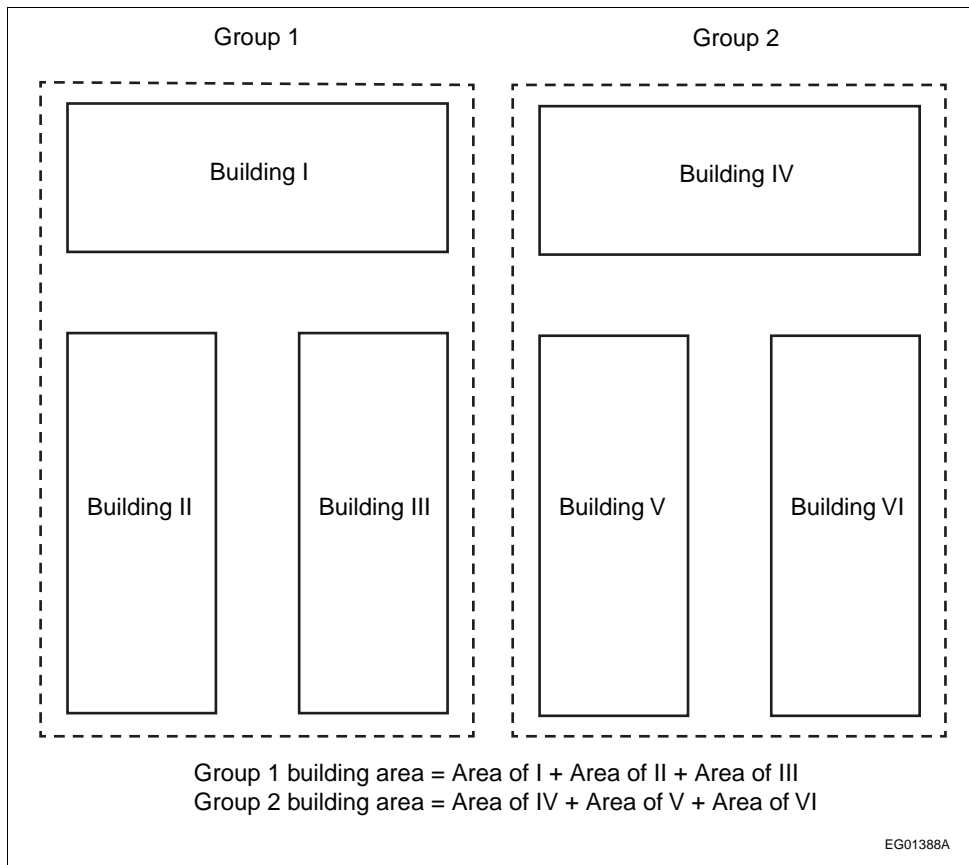 Group 1
Group 2
Building I
Building IV
Building II
Building III
Building V
Building VI
Group 1 building area = Area of I + Area of II + Area of III
Group 2 building area = Area of IV + Area of V + Area of VI
EG01388A